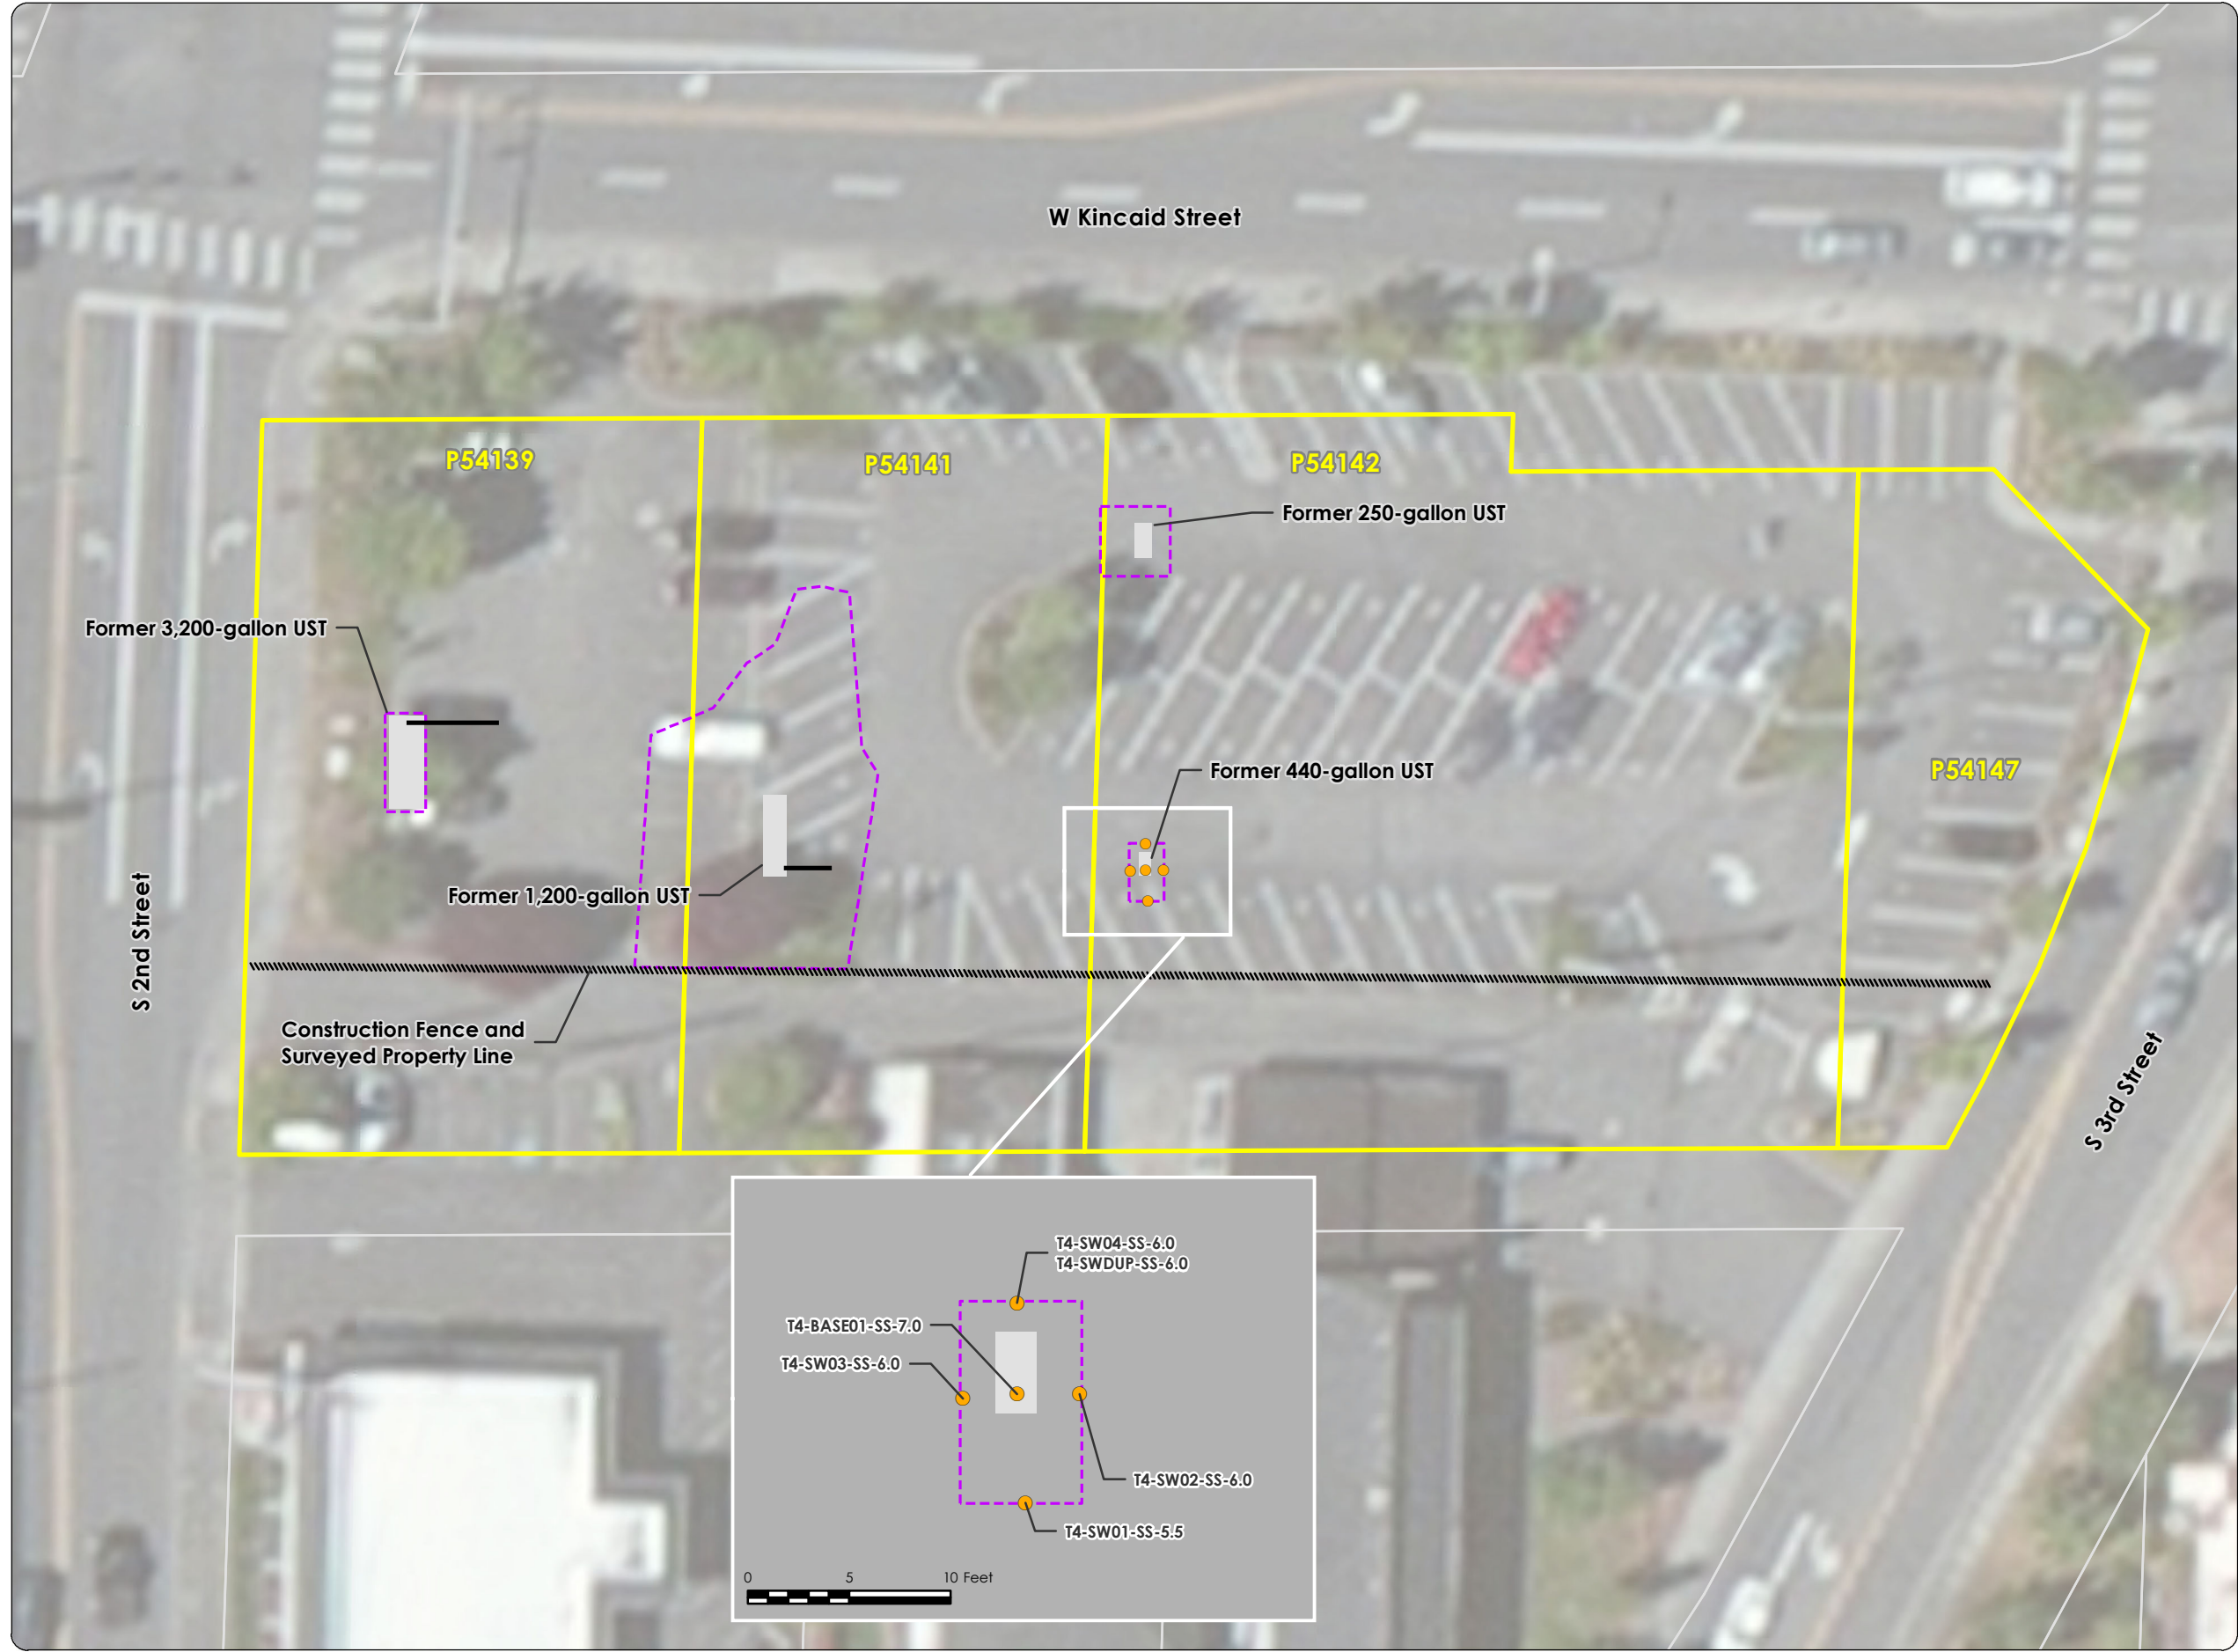 W Kincaid Street
P54139
P54141
P54142
Former 250-gallon UST
Former 3,200-gallon UST
Former 440-gallon UST
P54147
Former 1,200-gallon UST
S 2nd Street
Construction Fence and
Surveyed Property Line
S 3rd Street
T4-SW04-SS-6.0
T4-SWDUP-SS-6.0
T4-BASE01-SS-7.0
T4-SW03-SS-6.0
T4-SW02-SS-6.0
T4-SW01-SS-5.5
0 5 10 Feet